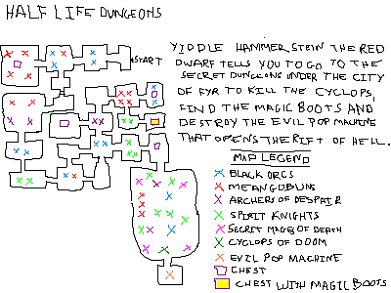 HALF LIFE DUNGEONS
START
YIDDLE HAMMERSTEIN THE RED
DWARF TELLS YOU TO GO TO THE
SECRET DUNGEONS UNDER THE CITY
OF FYR TO KILL THE CYCLOPS,
FIND THE MAGIC BOOTS AND
DESTROY THE EVIL POP MACHINE
THAT OPENS THE RIFT OF HELL.
MAP LEGEND
BLACK ORCS
MEAN GOBLINS
ARCHERS OF DESPAIR
SPIRIT KNIGHTS
SECRET MAGES OF DEATH
CYCLOPS OF DOOM
EVIL POP MACHINE
CHEST
CHEST WITH MAGIC BOOTS